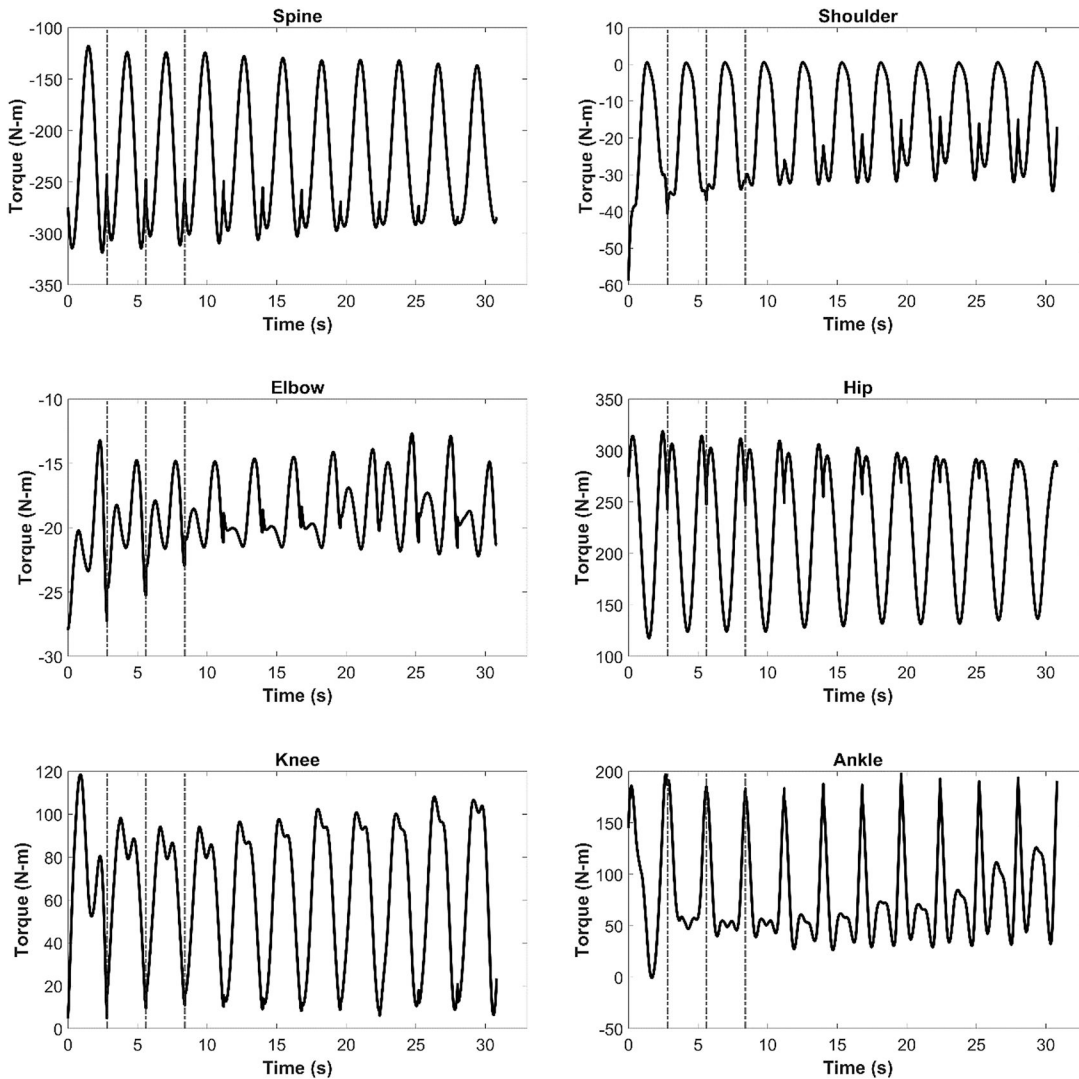 Spine
Torque (N-m)
-100
-150
-200
-250
-300
-350
0 5 10 15 20 25 30
Time (s)
Shoulder
Torque (N-m)
10
0
-10
-20
-30
-40
-50
-60
0 5 10 15 20 25 30
Time (s)
Elbow
Torque (N-m)
-10
-15
-20
-25
-30
0 5 10 15 20 25 30
Time (s)
Hip
Torque (N-m)
350
300
250
200
150
100
0 5 10 15 20 25 30
Time (s)
Knee
Torque (N-m)
120
100
80
60
40
20
0
0 5 10 15 20 25 30
Time (s)
Ankle
Torque (N-m)
200
150
100
50
0
-50
0 5 10 15 20 25 30
Time (s)